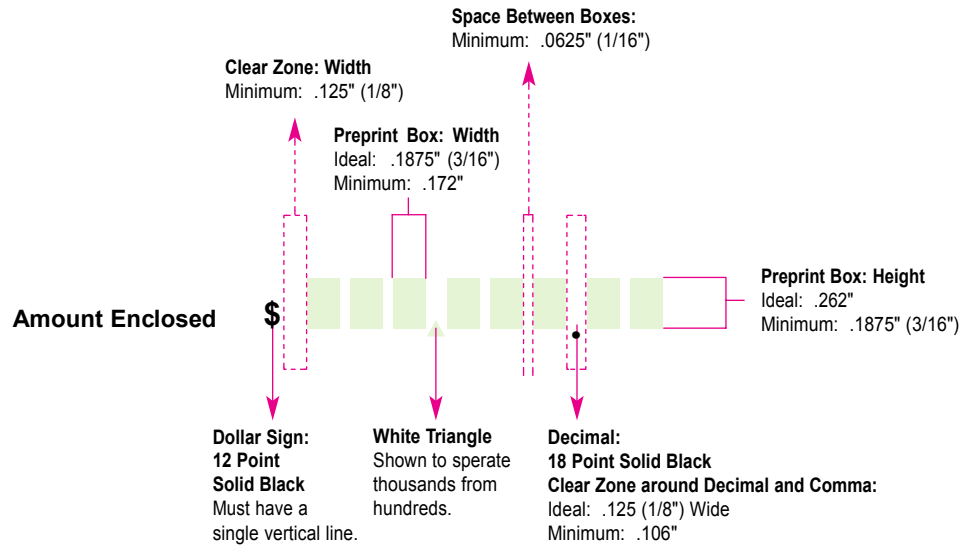 Space Between Boxes:
Minimum: .0625" (1/16")
Clear Zone: Width
Minimum: .125" (1/8")
Preprint Box: Width
Ideal: .1875" (3/16")
Minimum: .172"
Preprint Box: Height
Ideal: .262"
Minimum: .1875" (3/16")
Amount Enclosed $ .
Dollar Sign:
12 Point
Solid Black
Must have a
single vertical line.
White Triangle
Shown to sperate
thousands from
hundreds.
Decimal:
18 Point Solid Black
Clear Zone around Decimal and Comma:
Ideal: .125 (1/8") Wide
Minimum: .106"